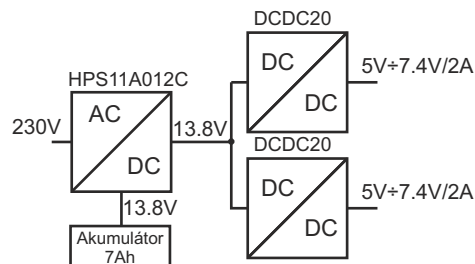 DCDC20
DC
DC
5V÷7.4V/2A
HPS11A012C
AC
DC
230V
13.8V
DCDC20
DC
DC
5V÷7.4V/2A
13.8V
Akumulátor
7Ah